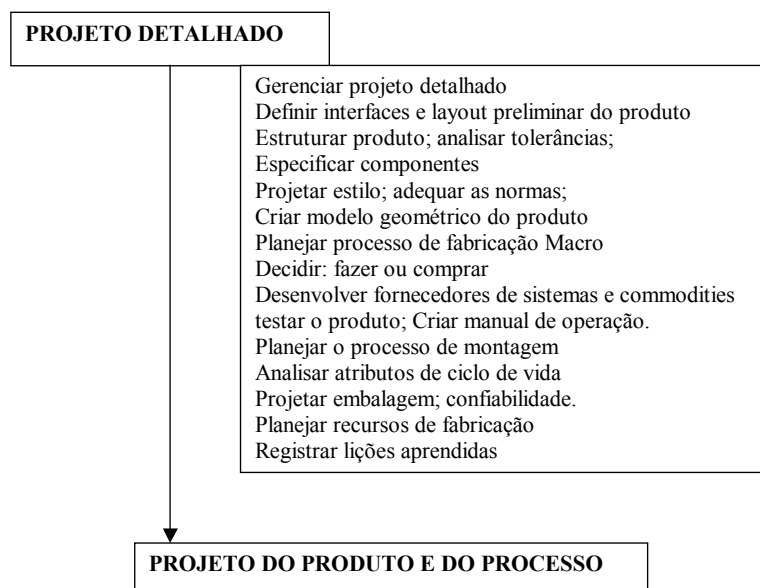 PROJETO DETALHADO
Gerenciar projeto detalhado
Definir interfaces e layout preliminar do produto
Estruturar produto; analisar tolerâncias;
Especificar componentes
Projetar estilo; adequar as normas;
Criar modelo geométrico do produto
Planejar processo de fabricação Macro
Decidir: fazer ou comprar
Desenvolver fornecedores de sistemas e commodities
testar o produto; Criar manual de operação.
Planejar o processo de montagem
Analisar atributos de ciclo de vida
Projetar embalagem; confiabilidade.
Planejar recursos de fabricação
Registrar lições aprendidas
PROJETO DO PRODUTO E DO PROCESSO